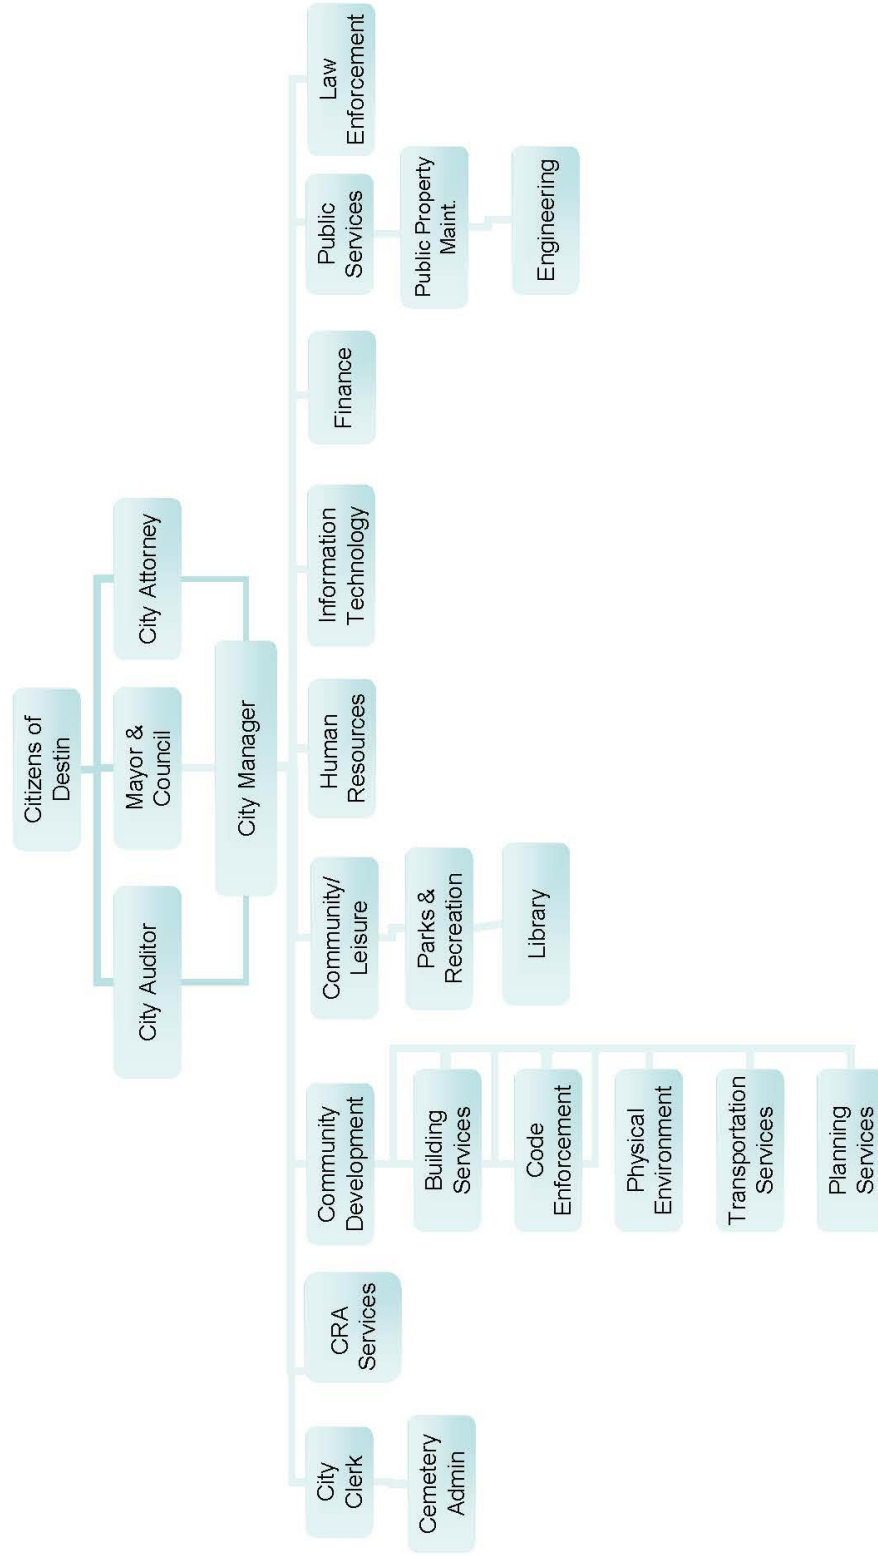 Citizens of
Destin
City Auditor
Mayor &
Council
City Attorney
City Manager
City
Clerk
CRA
Services
Community
Development
Community/
Leisure
Human
Resources
Information
Technology
Finance
Public
Services
Law
Enforcement
Cemetery
Admin
Building
Services
Parks &
Recreation
Public Property
Maint.
Code
Enforcement
Library
Engineering
Physical
Environment
Transportation
Services
Planning
Services